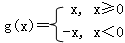 g(x)={x, x≥0
-x, x<0